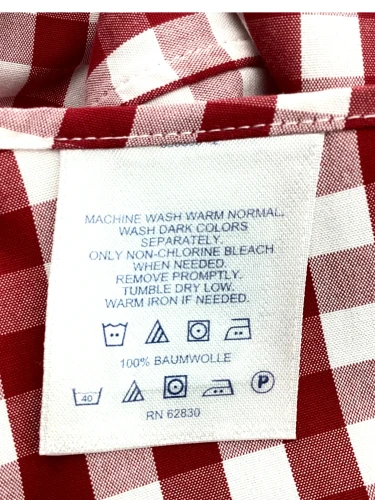 MACHINE WASH WARM NORMAL.
WASH DARK COLORS
SEPARATELY.
ONLY NON-CHLORINE BLEACH.
WHEN NEEDED.
REMOVE PROMPTLY.
TUMBLE DRY LOW.
WARM IRON IF NEEDED.
100% BAUMWOLLE
40 P
RN 62830